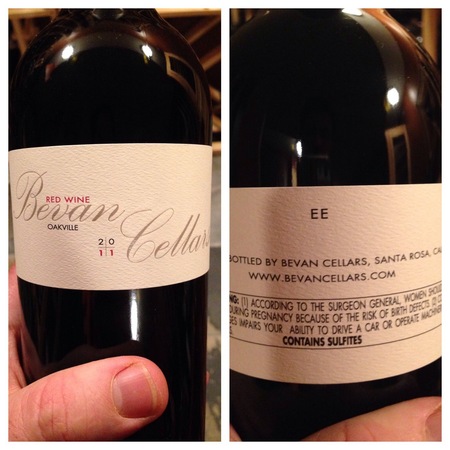 RED WINE
Bevan
OAKVILLE
20
11
Cellars
EE
BOTTLED BY BEVAN CELLARS, SANTA ROSA, CAL
WWW.BEVANCELLARS.COM
(1) ACCORDING TO THE SURGEON GENERAL, WOMEN
DURING PREGNANCY BECAUSE OF THE RISK OF BIRTH DEFECTS.
IMPAIRS YOUR ABILITY TO DRIVE A CAR OR OPERATE
CONTAINS SULFITES